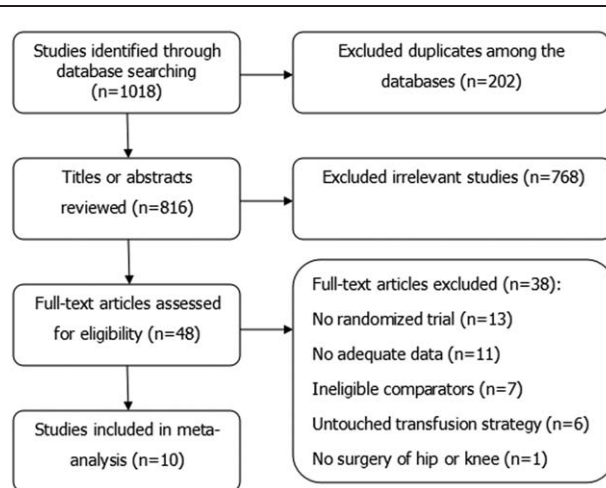 Studies identified through
database searching
(n=1018)
Excluded duplicates among the
databases (n=202)
Titles or abstracts
reviewed (n=816)
Excluded irrelevant studies (n=768)
Full-text articles assessed
for eligibility (n=48)
Full-text articles excluded (n=38):
No randomized trial (n=13)
No adequate data (n=11)
Ineligible comparators (n=7)
Untouched transfusion strategy (n=6)
No surgery of hip or knee (n=1)
Studies included in meta-
analysis (n=10)